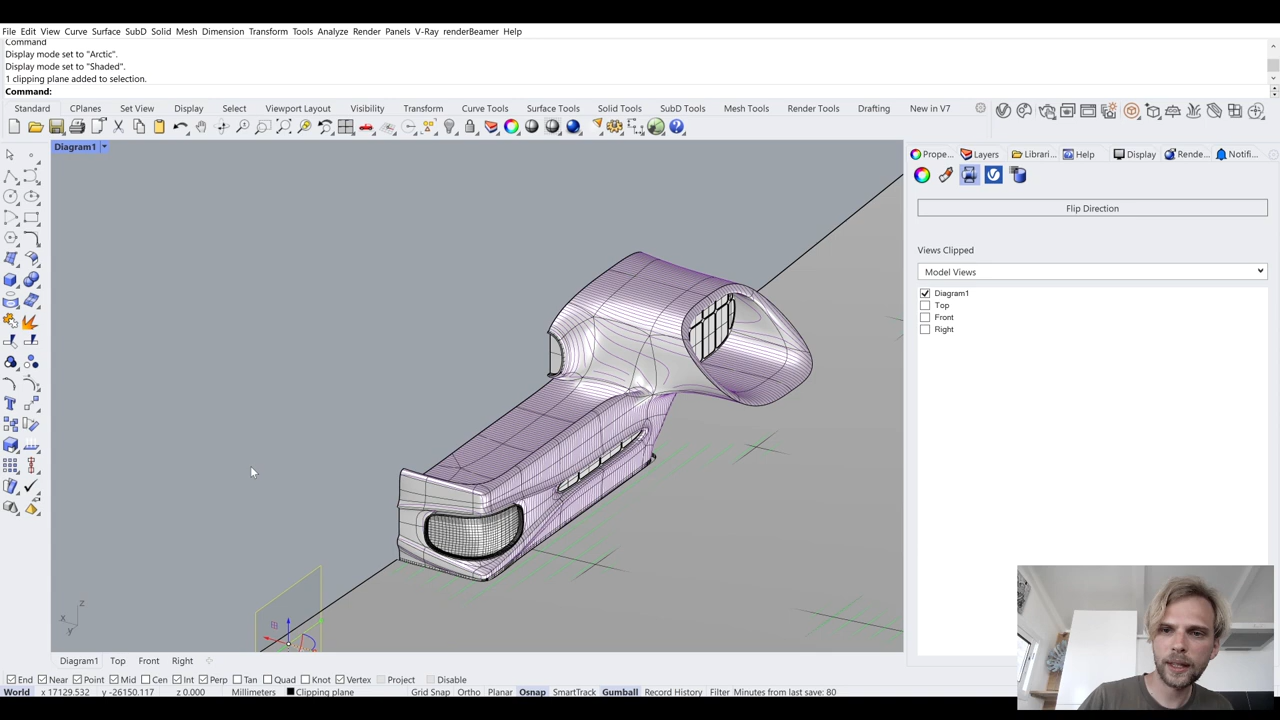 File Edit View Curve Surface SubD Solid Mesh Dimension Transform Tools Analyze Render Panels V-Ray renderBeamer Help
Command
Display mode set to "Arctic".
Display mode set to "Shaded".
1 clipping plane added to selection.
Command:
Standard CPlanes Set View Display Select Viewport Layout Visibility Transform Curve Tools Surface Tools Solid Tools SubD Tools Mesh Tools Render Tools Drafting New in V7
Diagram1
Prope... Layers Librari... Help Display Rende... Notifi...
Flip Direction
Views Clipped
Model Views
Diagram1
Top
Front
Right
z
x
y
Diagram1 Top Front Right
End Near Point Mid Cen Int Perp Tan Quad Knot Vertex Project Disable
World x 17129.532 y -26150.117 z 0.000 Millimeters Clipping plane Grid Snap Ortho Planar Osnap SmartTrack Gumball Record History Filter Minutes from last save: 80